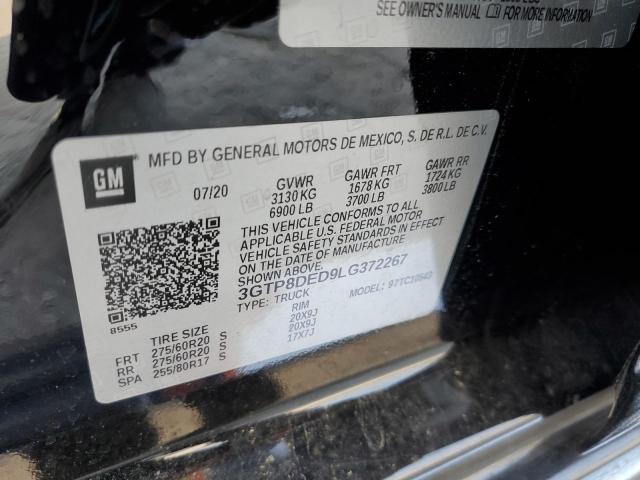 SEE OWNER'S MANUAL FOR MORE INFORMATION
GM
MFD BY GENERAL MOTORS DE MEXICO, S. DE R.L. DE C.V.
07/20
GVWR GAWR FRT GAWR RR
3130 KG 1678 KG 1724 KG
6900 LB 3700 LB 3800 LB
THIS VEHICLE CONFORMS TO ALL
APPLICABLE U.S. FEDERAL MOTOR
VEHICLE SAFETY STANDARDS IN EFFECT
ON THE DATE OF MANUFACTURE
SHOWN ABOVE.
3GTP8DED9LG372267
TYPE: TRUCK MODEL: 97TC10543
8555
TIRE SIZE RIM
FRT 275/60R20 S 20X9J
RR 275/60R20 S 20X9J
SPA 255/80R17 S 17X7J